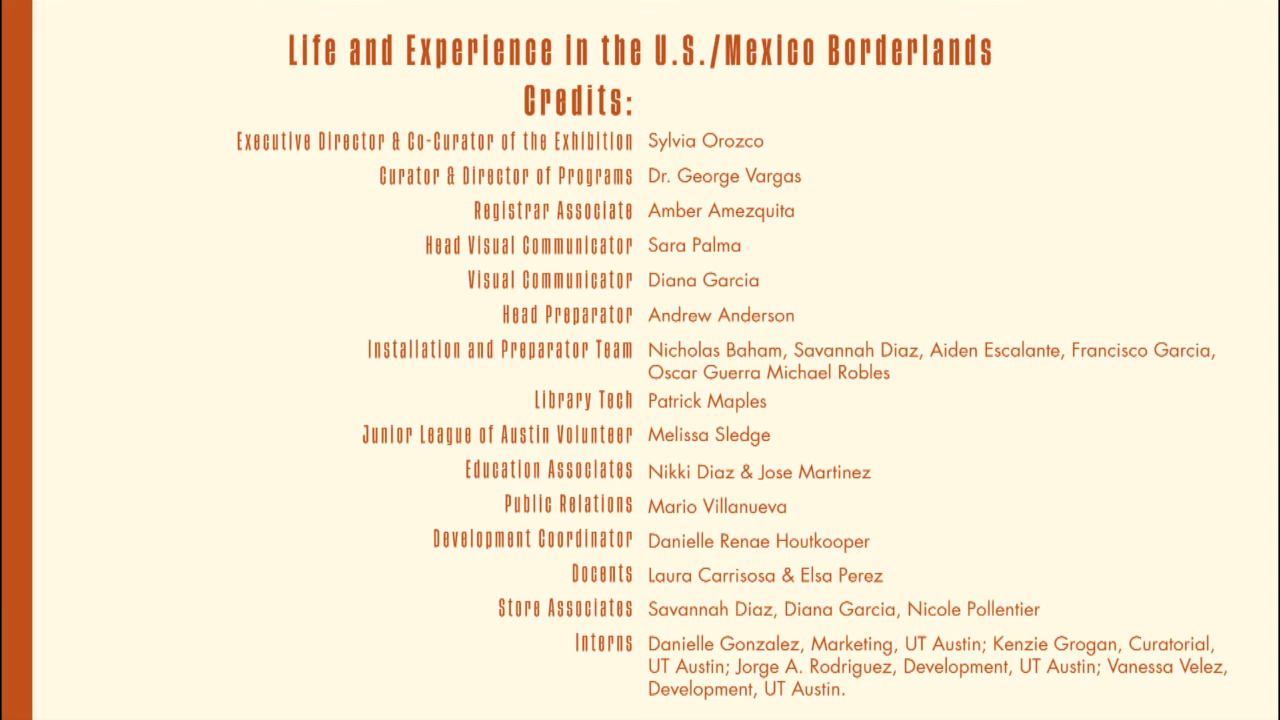 Life and Experience in the U.S./Mexico Borderlands
Credits:
Executive Director & Co-Curator of the Exhibition Sylvia Orozco
Curator & Director of Programs Dr. George Vargas
Registrar Associate Amber Amezquita
Head Visual Communicator Sara Palma
Visual Communicator Diana Garcia
Head Preparator Andrew Anderson
Installation and Preparator Team Nicholas Baham, Savannah Diaz, Aiden Escalante, Francisco Garcia,
Oscar Guerra Michael Robles
Library Tech Patrick Maples
Junior League of Austin Volunteer Melissa Sledge
Education Associates Nikki Diaz & Jose Martinez
Public Relations Mario Villanueva
Development Coordinator Danielle Renae Houtkooper
Docents Laura Carrisosa & Elsa Perez
Store Associates Savannah Diaz, Diana Garcia, Nicole Pollentier
Interns Danielle Gonzalez, Marketing, UT Austin; Kenzie Grogan, Curatorial,
UT Austin; Jorge A. Rodriguez, Development, UT Austin; Vanessa Velez,
Development, UT Austin.